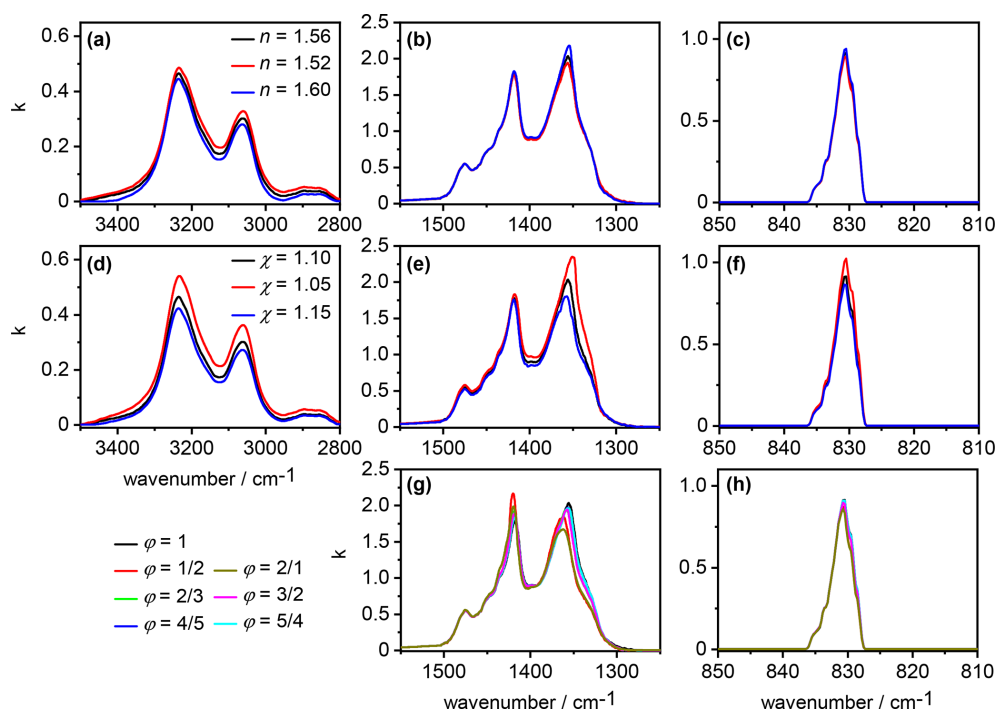 (a)
n = 1.56
n = 1.52
n = 1.60
0.6
0.4
0.2
0
k
3400 3200 3000 2800
(b)
2.5
2.0
1.5
1.0
0.5
0.0
1500 1400 1300
(c)
1.0
0.5
0
850 840 830 820 810
(d)
χ = 1.10
χ = 1.05
χ = 1.15
0.6
0.4
0.2
0
k
3400 3200 3000 2800
wavenumber / cm-1
(e)
2.5
2.0
1.5
1.0
0.5
0.0
1500 1400 1300
(f)
1.0
0.5
0
850 840 830 820 810
φ = 1
φ = 1/2 φ = 2/1
φ = 2/3 φ = 3/2
φ = 4/5 φ = 5/4
(g)
2.5
2.0
1.5
1.0
0.5
0.0
k
1500 1400 1300
wavenumber / cm-1
(h)
1.0
0.5
0
850 840 830 820 810
wavenumber / cm-1